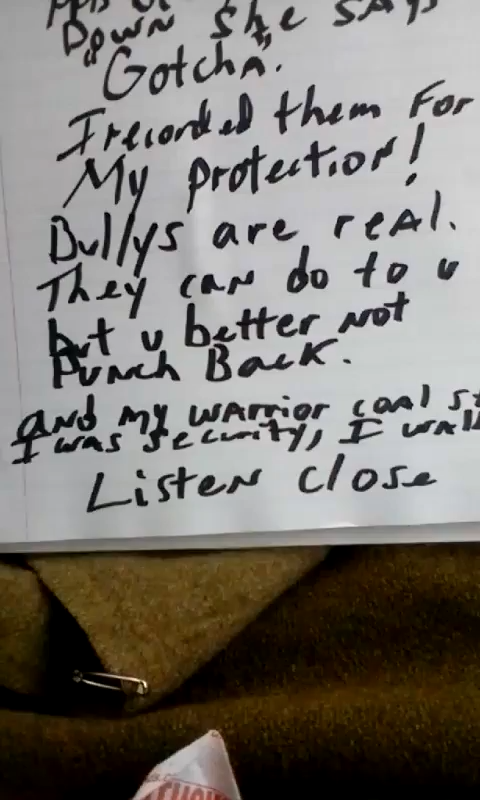 Down she says
"Gotcha".
I recorded them For
My protection!
Bullys are real.
They can do to u
but u better not
Punch Back.
and my warrior coal
I was security, I
Listen close